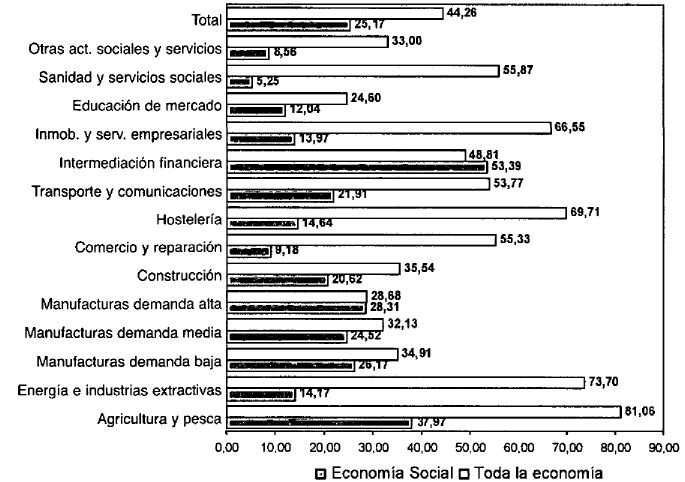 Total 44,26
25,17
Otras act. sociales y servicios 33,00
8,56
Sanidad y servicios sociales 55,87
5,25
Educación de mercado 24,60
12,04
Inmob. y serv. empresariales 66,55
13,97
Intermediación financiera 48,81
53,39
Transporte y comunicaciones 53,77
21,91
Hostelería 69,71
14,64
Comercio y reparación 55,33
9,18
Construcción 35,54
20,62
Manufacturas demanda alta 28,68
28,31
Manufacturas demanda media 32,13
24,52
Manufacturas demanda baja 34,91
26,17
Energía e industrias extractivas 73,70
14,17
Agricultura y pesca 81,06
37,97
0,00 10,00 20,00 30,00 40,00 50,00 60,00 70,00 80,00 90,00
Economía Social Toda la economía